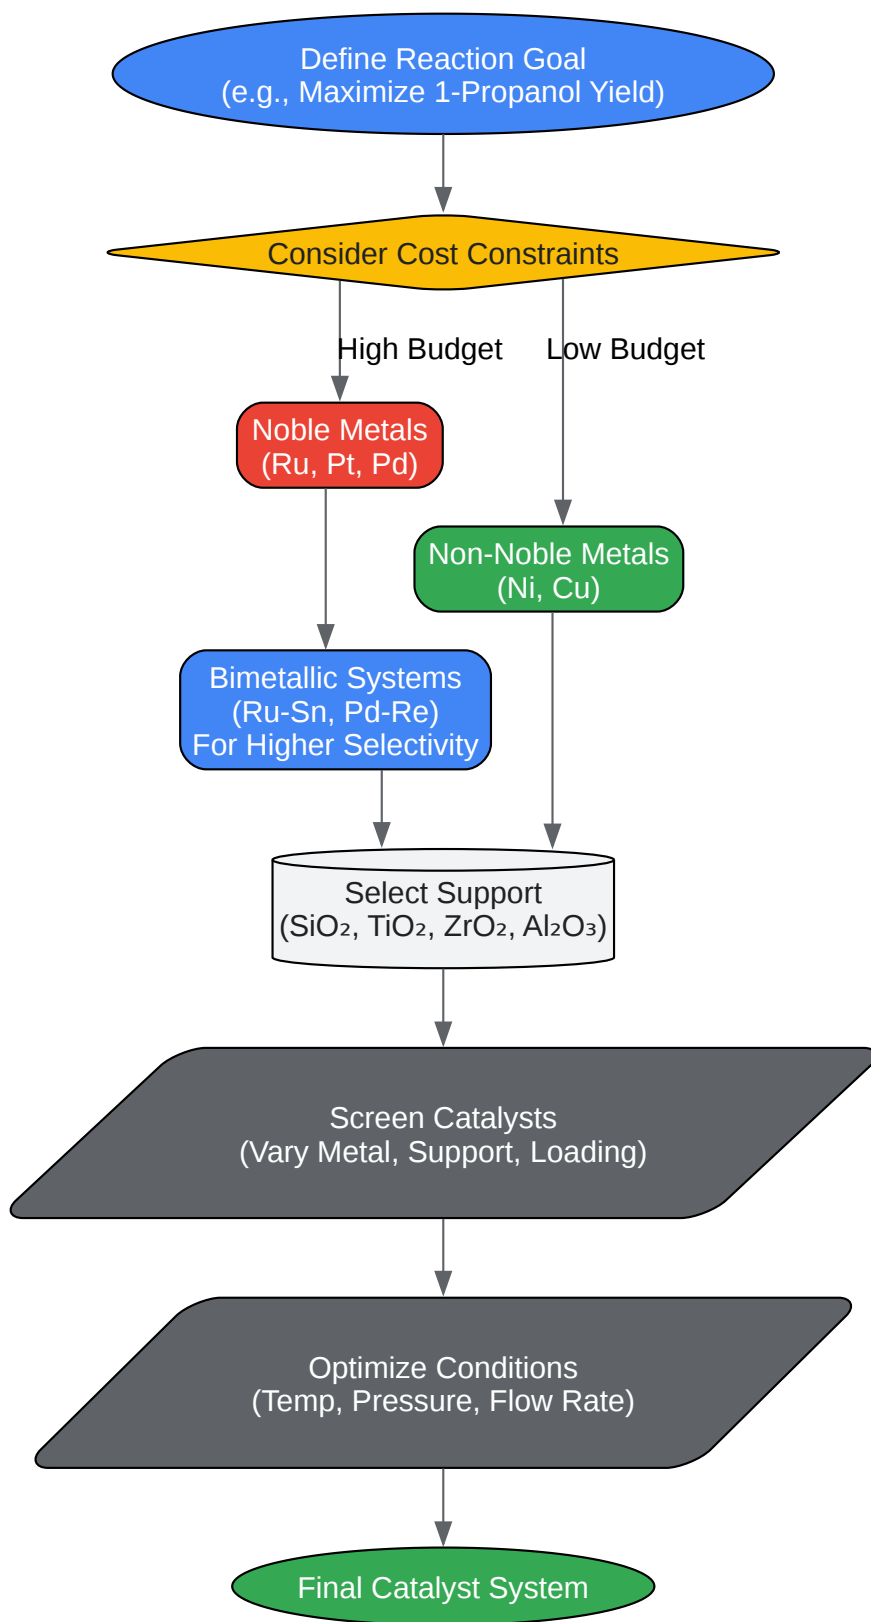 Define Reaction Goal
(e.g., Maximize 1-Propanol Yield)
Consider Cost Constraints
High Budget
Low Budget
Noble Metals
(Ru, Pt, Pd)
Non-Noble Metals
(Ni, Cu)
Bimetallic Systems
(Ru-Sn, Pd-Re)
For Higher Selectivity
Select Support
(SiO₂, TiO₂, ZrO₂, Al₂O₃)
Screen Catalysts
(Vary Metal, Support, Loading)
Optimize Conditions
(Temp, Pressure, Flow Rate)
Final Catalyst System